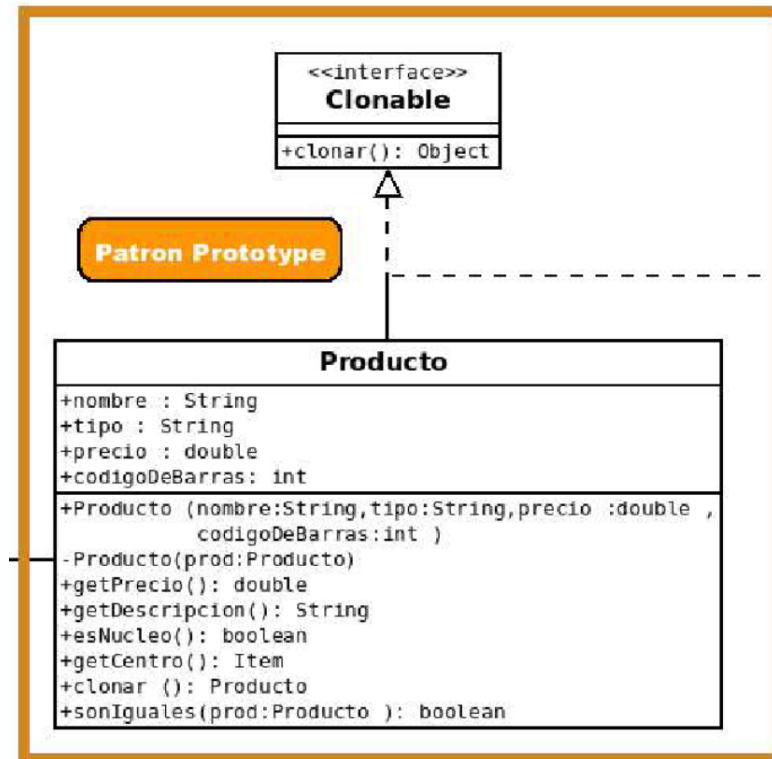 <<interface>>
Clonable
+clonar(): Object
Patron Prototype
Producto
+nombre : String
+tipo : String
+precio : double
+codigoDeBarras: int
+Producto (nombre:String,tipo:String,precio :double ,
codigoDeBarras:int )
-Producto(prod:Producto)
+getPrecio(): double
+getDescripcion(): String
+esNucleo(): boolean
+getCentro(): Item
+clonar (): Producto
+sonIguales(prod:Producto ): boolean